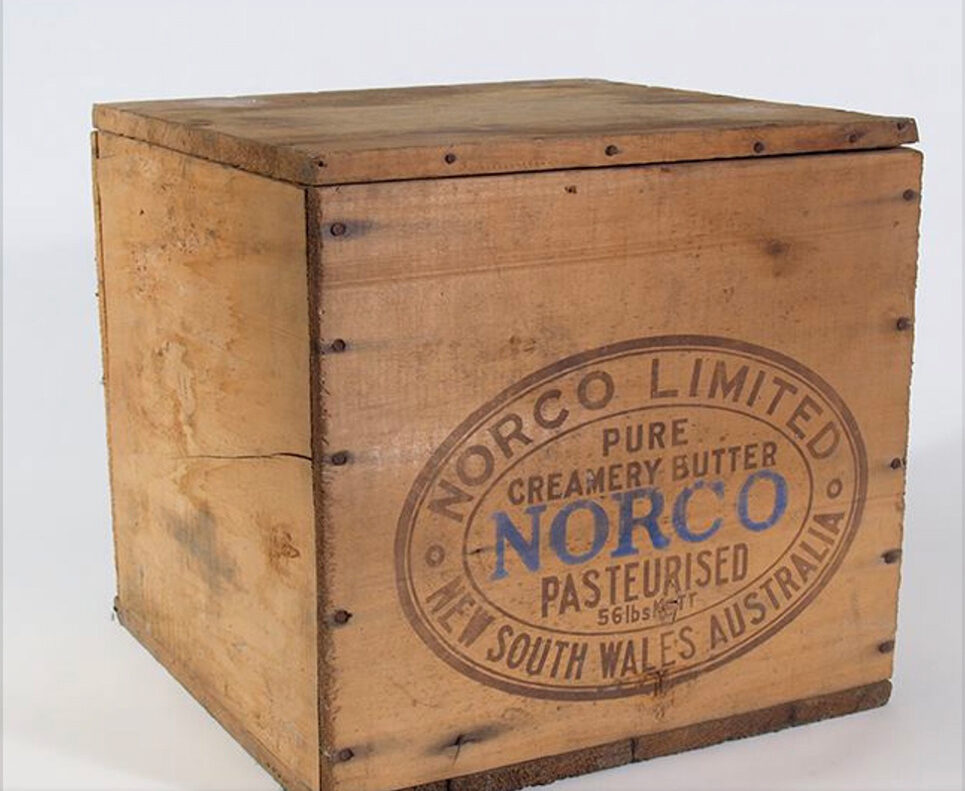 NORCO LIMITED
PURE
CREAMERY BUTTER
NORCO
PASTEURISED
56lbs NETT
NEW SOUTH WALES AUSTRALIA